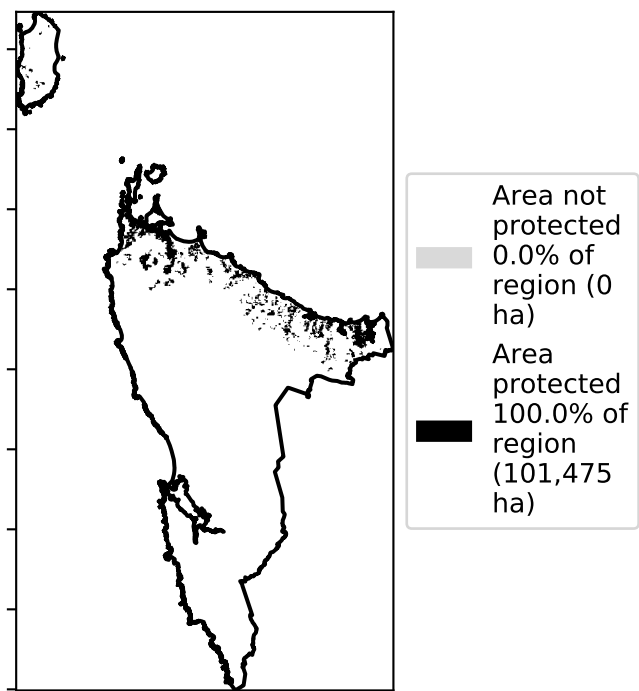 Area not
protected
0.0% of
region (0
ha)
Area
protected
100.0% of
region
(101,475
ha)